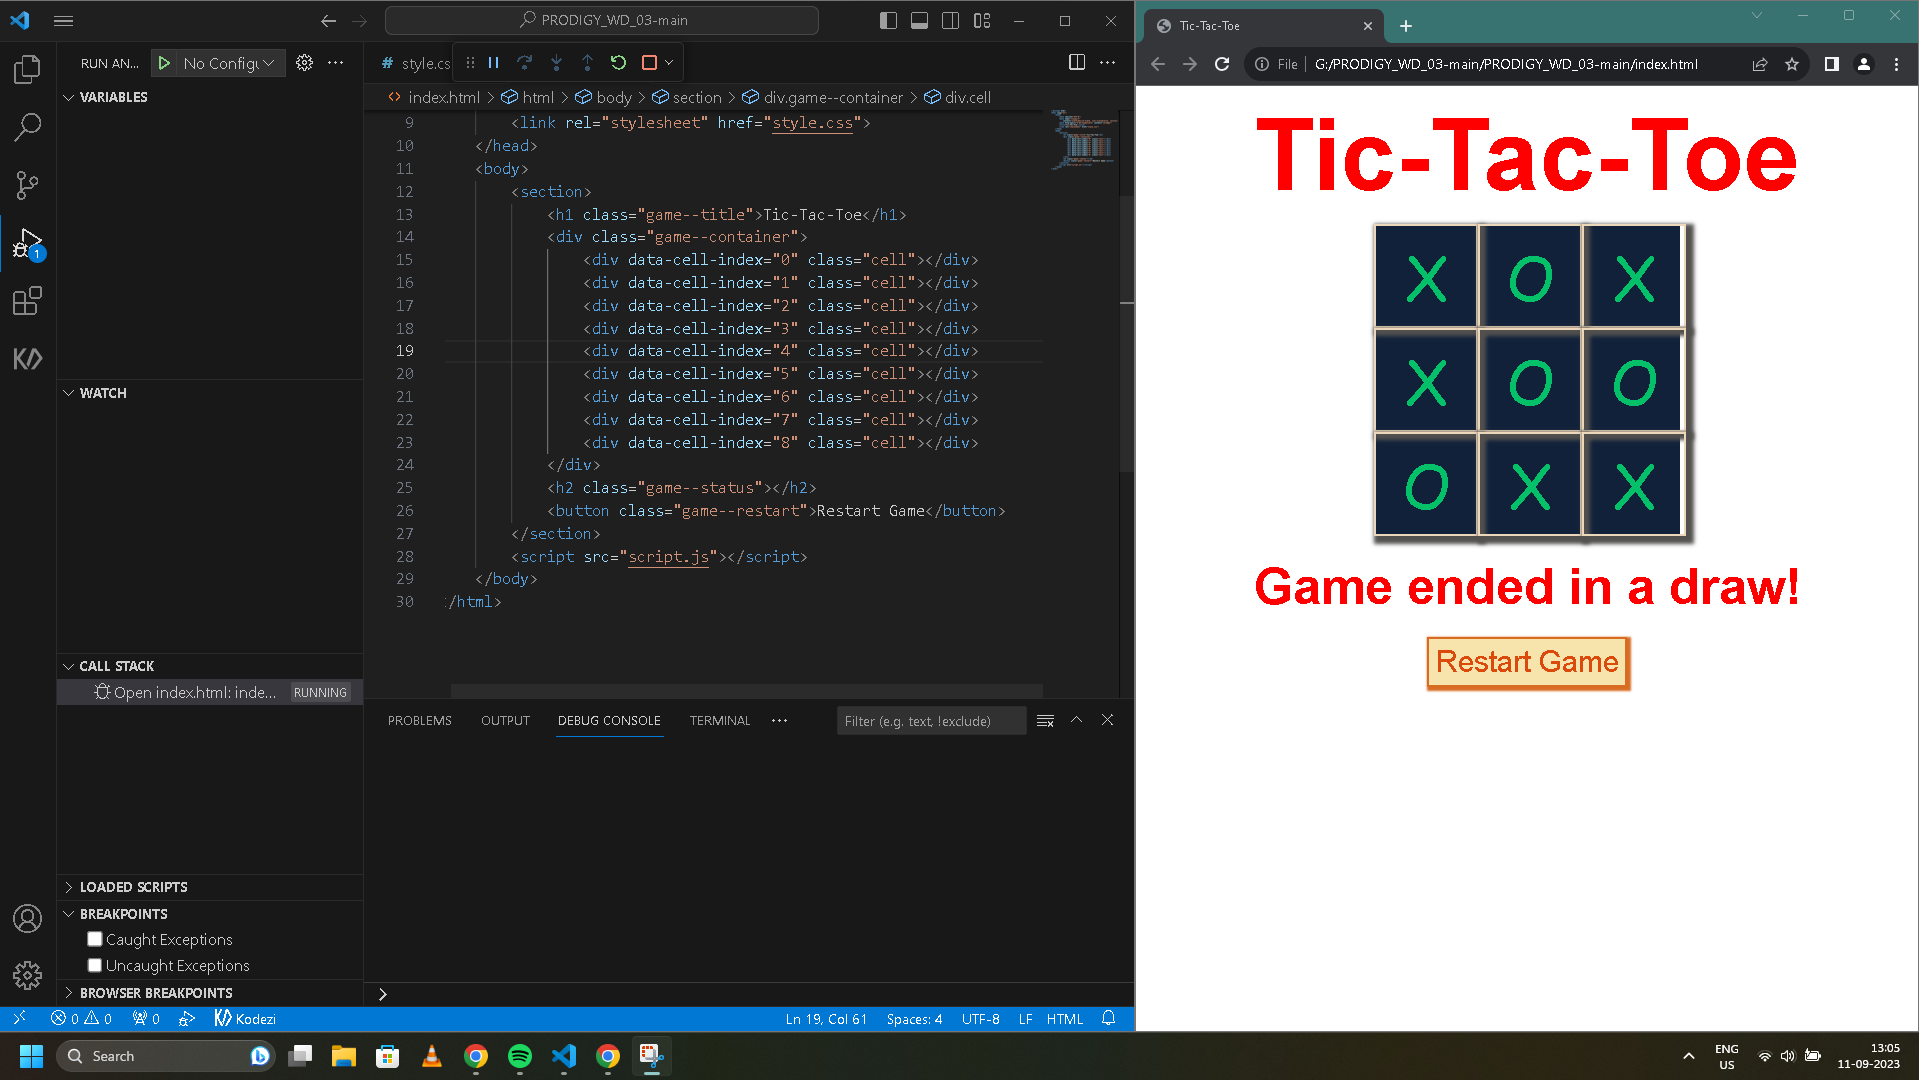 PRODIGY_WD_03-main
RUN AN...
No Configu
VARIABLES
WATCH
CALL STACK
Open index.html: inde...
RUNNING
LOADED SCRIPTS
BREAKPOINTS
Caught Exceptions
Uncaught Exceptions
BROWSER BREAKPOINTS
1
# style.cs
index.html > html > body > section > div.game--container > div.cell
9 <link rel="stylesheet" href="style.css">
10 </head>
11 <body>
12 <section>
13 <h1 class="game--title">Tic-Tac-Toe</h1>
14 <div class="game--container">
15 <div data-cell-index="0" class="cell"></div>
16 <div data-cell-index="1" class="cell"></div>
17 <div data-cell-index="2" class="cell"></div>
18 <div data-cell-index="3" class="cell"></div>
19 <div data-cell-index="4" class="cell"></div>
20 <div data-cell-index="5" class="cell"></div>
21 <div data-cell-index="6" class="cell"></div>
22 <div data-cell-index="7" class="cell"></div>
23 <div data-cell-index="8" class="cell"></div>
24 </div>
25 <h2 class="game--status"></h2>
26 <button class="game--restart">Restart Game</button>
27 </section>
28 <script src="script.js"></script>
29 </body>
30 /html>
PROBLEMS OUTPUT DEBUG CONSOLE TERMINAL ...
Filter (e.g. text, !exclude)
0 0 0 Kodezi
Ln 19, Col 61 Spaces: 4 UTF-8 LF HTML
Tic-Tac-Toe
File G:/PRODIGY_WD_03-main/PRODIGY_WD_03-main/index.html
Tic-Tac-Toe
X O X
X O O
O X X
Game ended in a draw!
Restart Game
Search
ENG
US
13:05
11-09-2023